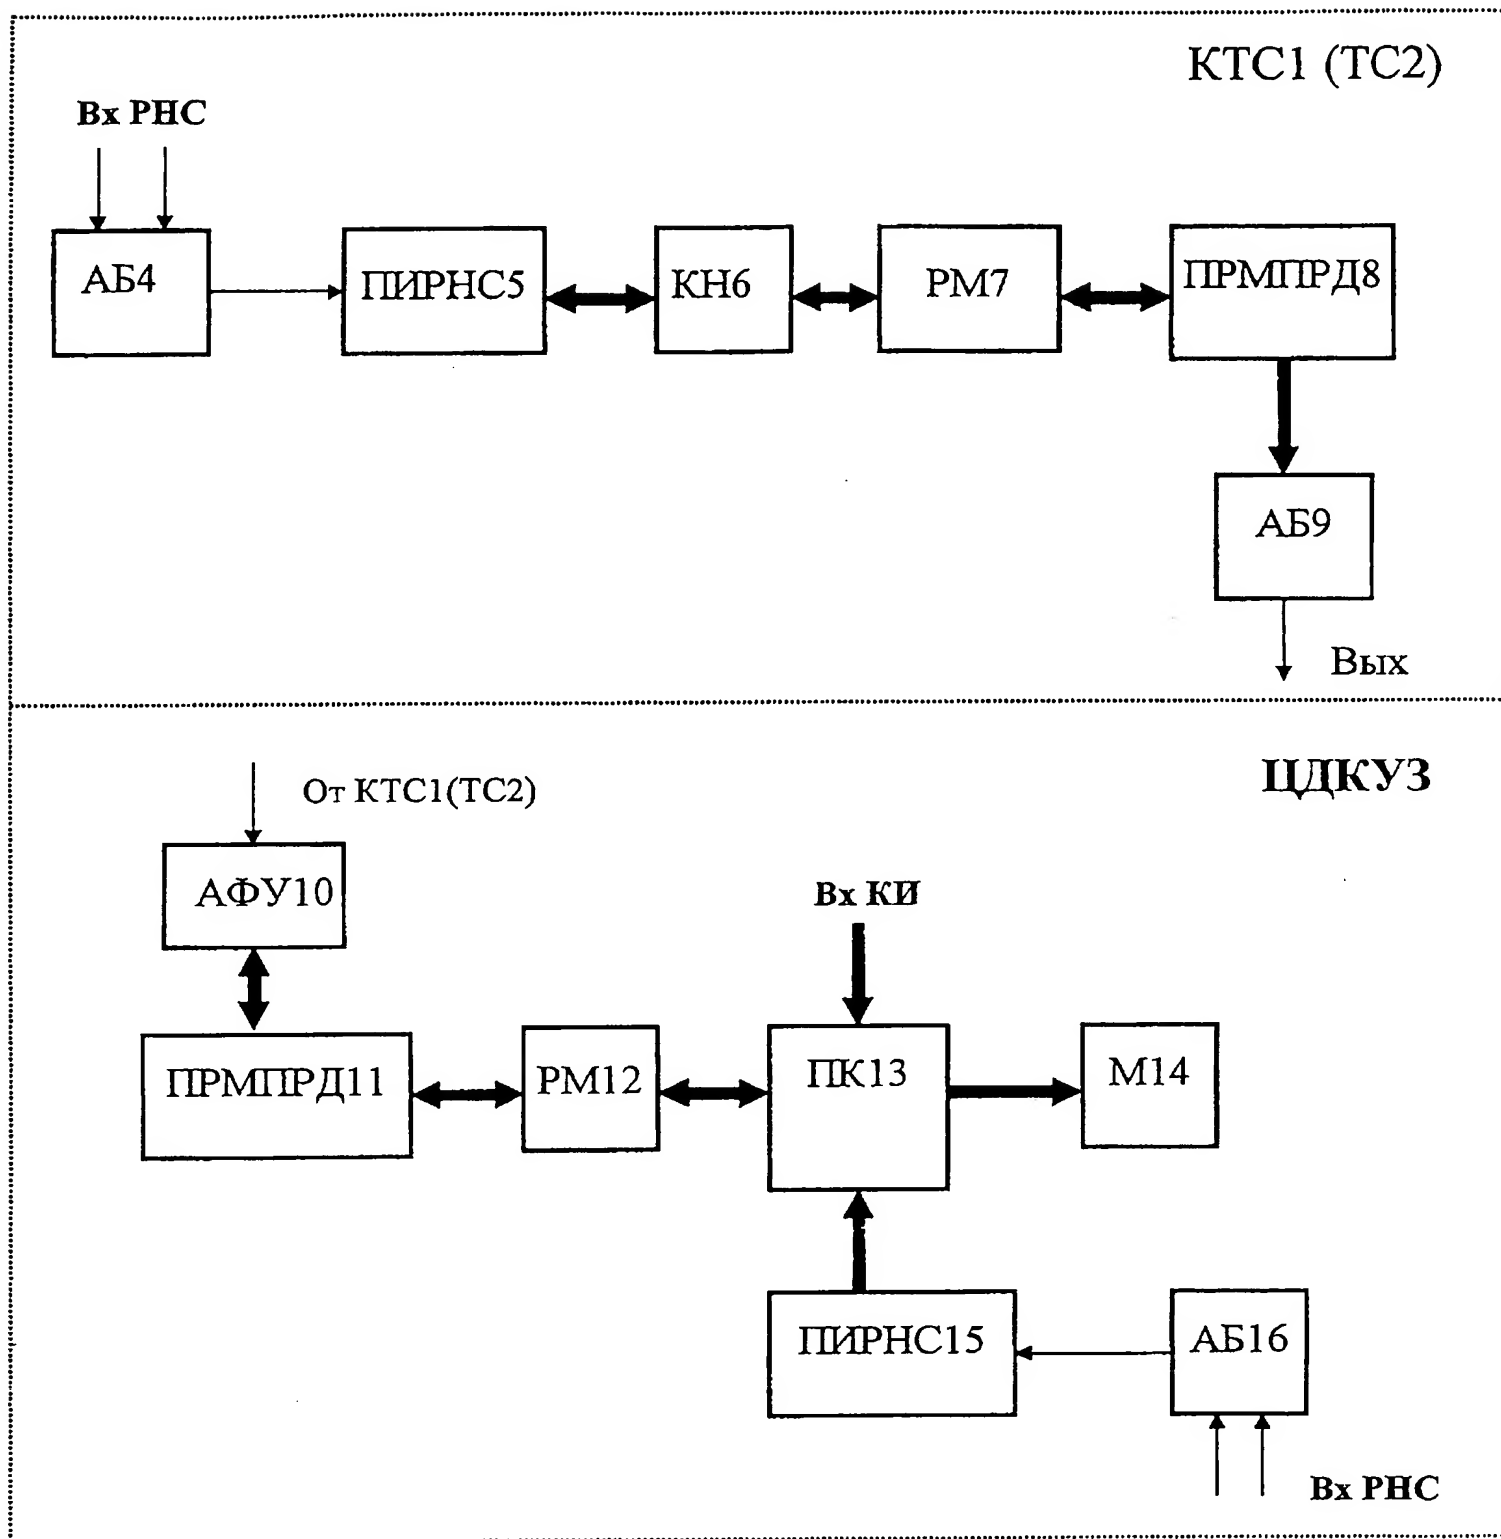 КТС1 (ТС2)
Вх РНС
АБ4
ПИРНС5
КН6
РМ7
ПРМПРД8
АБ9
Вых
ЦДКУЗ
От КТС1(ТС2)
АФУ10
Вх КИ
ПРМПРД11
РМ12
ПК13
М14
ПИРНС15
АБ16
Вх РНС